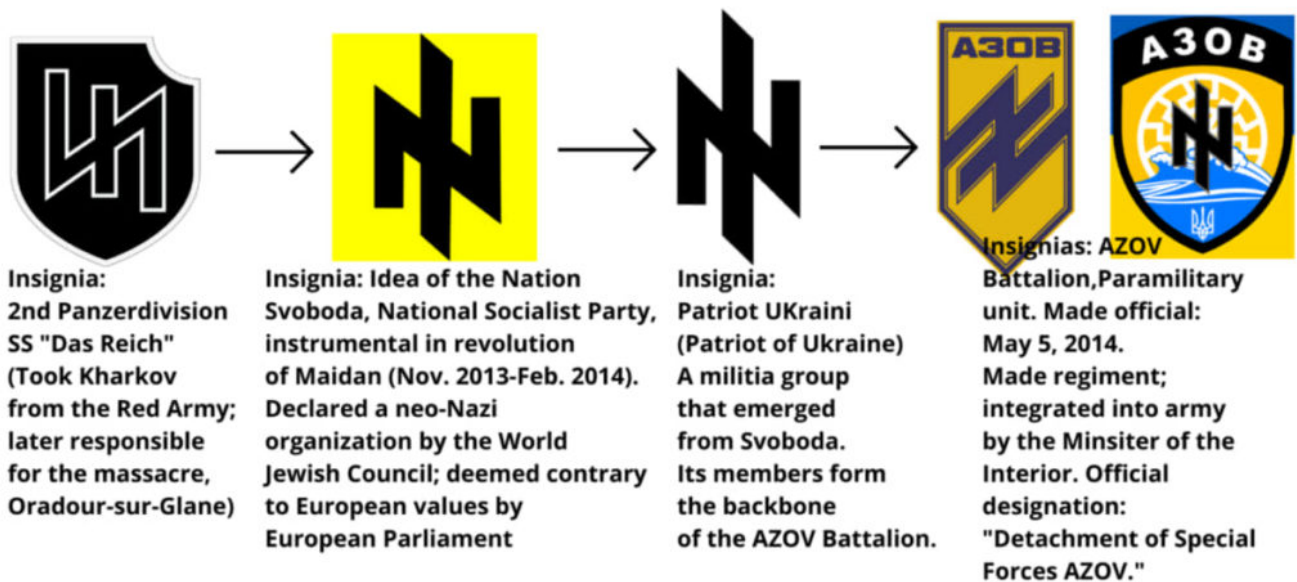 АЗОВ
АЗОВ
Insignia:
2nd Panzerdivision
SS "Das Reich"
(Took Kharkov
from the Red Army;
later responsible
for the massacre,
Oradour-sur-Glane)
Insignia: Idea of the Nation
Svoboda, National Socialist Party,
instrumental in revolution
of Maidan (Nov. 2013-Feb. 2014).
Declared a neo-Nazi
organization by the World
Jewish Council; deemed contrary
to European values by
European Parliament
Insignia:
Patriot UKraini
(Patriot of Ukraine)
A militia group
that emerged
from Svoboda.
Its members form
the backbone
of the AZOV Battalion.
Insignias: AZOV
Battalion,Paramilitary
unit. Made official:
May 5, 2014.
Made regiment;
integrated into army
by the Minsiter of the
Interior. Official
designation:
"Detachment of Special
Forces AZOV."